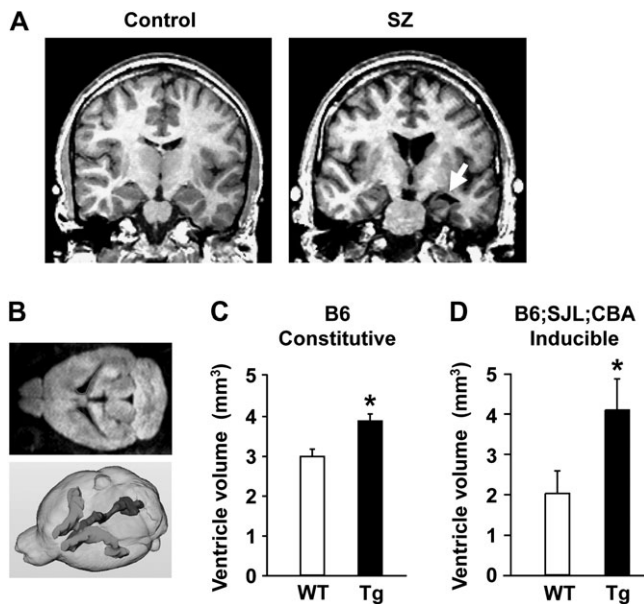 A
Control
SZ
B
C
B6
Constitutive
Ventricle volume (mm³)
5
4
3
2
1
0
*
WT
Tg
D
B6;SJL;CBA
Inducible
Ventricle volume (mm³)
5
4
3
2
1
0
*
WT
Tg